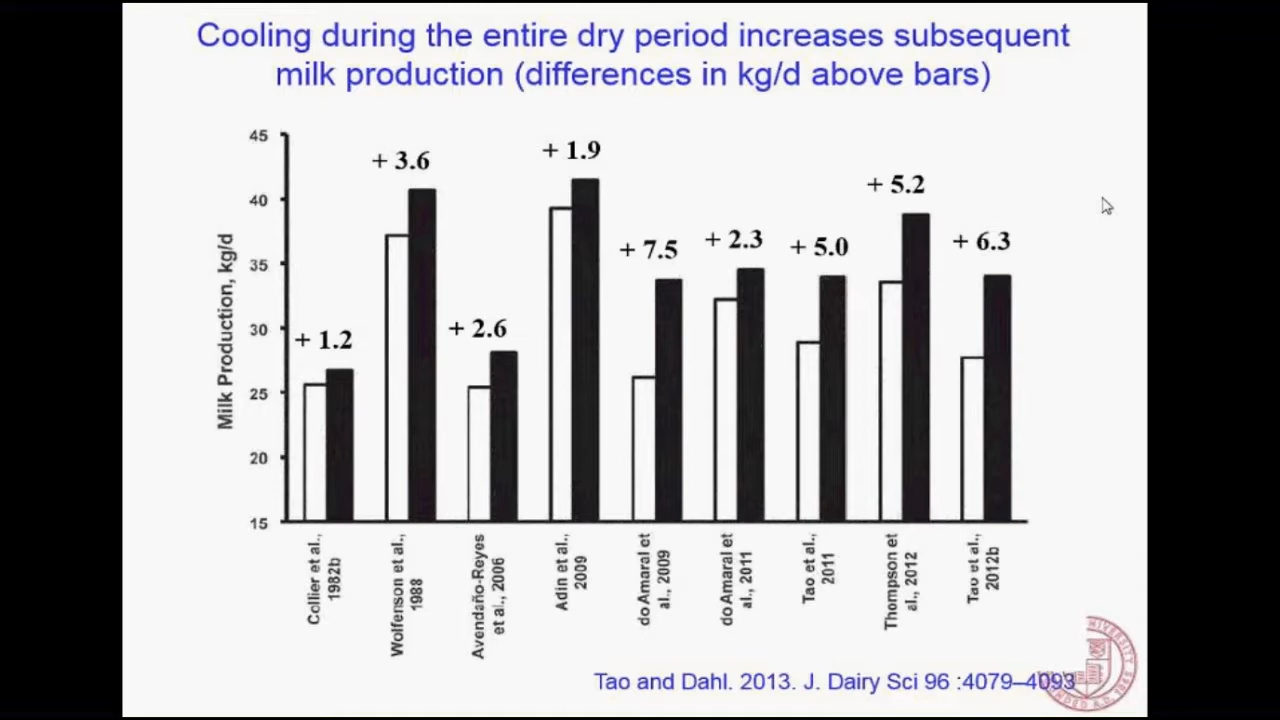 Cooling during the entire dry period increases subsequent
milk production (differences in kg/d above bars)
45
40
35
30
25
20
15
Milk Production, kg/d
+ 1.2
+ 3.6
+ 2.6
+ 1.9
+ 7.5
+ 2.3
+ 5.0
+ 5.2
+ 6.3
Collier et al.,
1982b
Wolfenson et al.,
1988
Avendaño-Reyes
et al., 2006
Adin et al.,
2009
do Amaral et
al., 2009
do Amaral et
al., 2011
Tao et al.,
2011
Thompson et
al., 2012
Tao et al.,
2012b
Tao and Dahl. 2013. J. Dairy Sci 96 :4079–4093